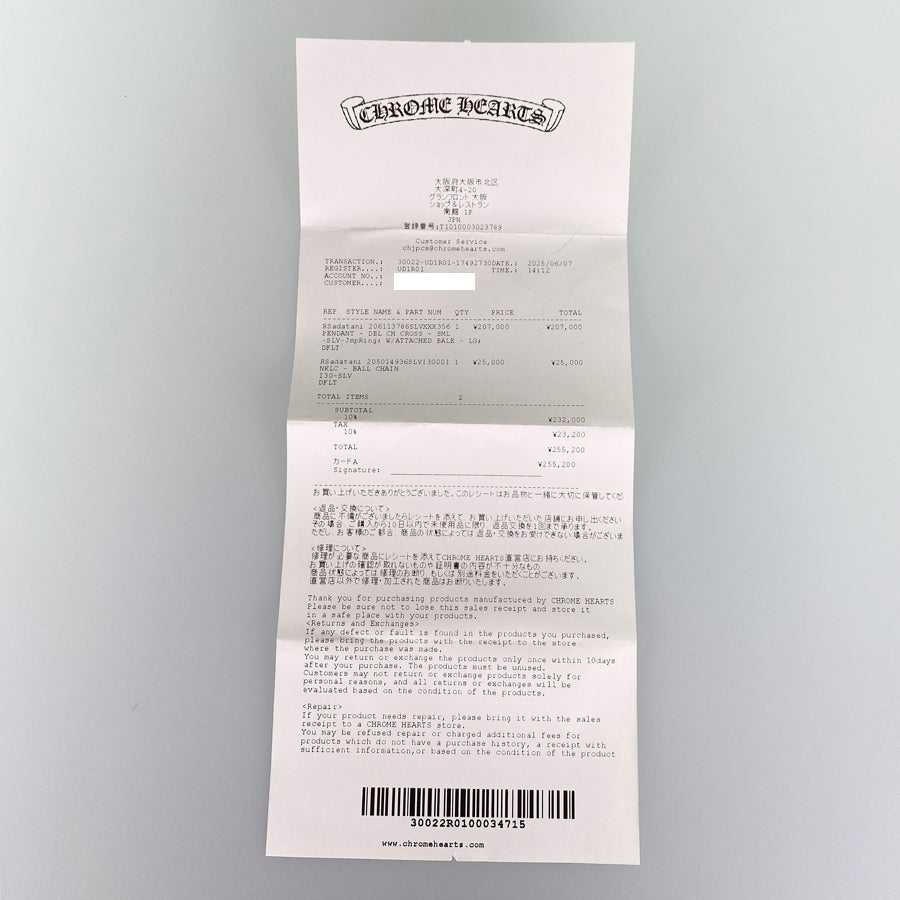 CHROME HEARTS
大阪府大阪市北区
大深町4-20
グランフロント 大阪
ショップ&レストラン
南館 1F
JPN
登録番号:T1010003023789
Customer Service
chjpcs@chromehearts.com
TRANSACTION.: 30022-UD1R01-17492730DATE.: 2025/06/07
REGISTER....: UD1R01 TIME.: 14:12
ACCOUNT NO..:
CUSTOMER....:
REP STYLE NAME & PART NUM QTY PRICE TOTAL
RSadatani 206113786SLVXXX356 1 ¥207,000 ¥207,000
PENDANT - DBL CH CROSS - SML
-SLV-JmpRing: W/ATTACHED BALE - LG:
DFLT
RSadatani 205014936SLVI30001 1 ¥25,000 ¥25,000
NKLC - BALL CHAIN
I30-SLV
DFLT
TOTAL ITEMS 2
SUBTOTAL
10% ¥232,000
TAX
10% ¥23,200
TOTAL ¥255,200
カードA ¥255,200
Signature:
お買い上げいただきありがとうございました。このレシートはお品物と一緒に大切に保管してくだ
<返品・交換について>
商品に不備がございましたらレシートを添えて、お買い上げいただいた店舗にお申し出ください
その場合、ご購入から10日以内で未使用品に限り、返品交換を1回まで承ります。
ただし、お客様のご都合、商品の状態によっては返品・交換をお受けできない場合がございま
<修理について>
修理が必要な商品にレシートを添えてCHROME HEARTS直営店にお持ちください。
お買い上げの確認が取れないものや証明書の内容が不十分なもの
商品状態によっては修理のお断り、もしくは別途料金をいただくことがございます。
直営店以外で修理・加工された商品はお断りいたします。
Thank you for purchasing products manufactured by CHROME HEARTS
Please be sure not to lose this sales receipt and store it
in a safe place with your products.
<Returns and Exchanges>
If any defect or fault is found in the products you purchased,
please bring the products with the receipt to the store
where the purchase was made.
You may return or exchange the products only once within 10days
after your purchase. The products must be unused.
Customers may not return or exchange products solely for
personal reasons, and all returns or exchanges will be
evaluated based on the condition of the products.
<Repair>
If your product needs repair, please bring it with the sales
receipt to a CHROME HEARTS store.
You may be refused repair or charged additional fees for
products which do not have a purchase history, a receipt with
sufficient information,or based on the condition of the product
30022R0100034715
www.chromehearts.com